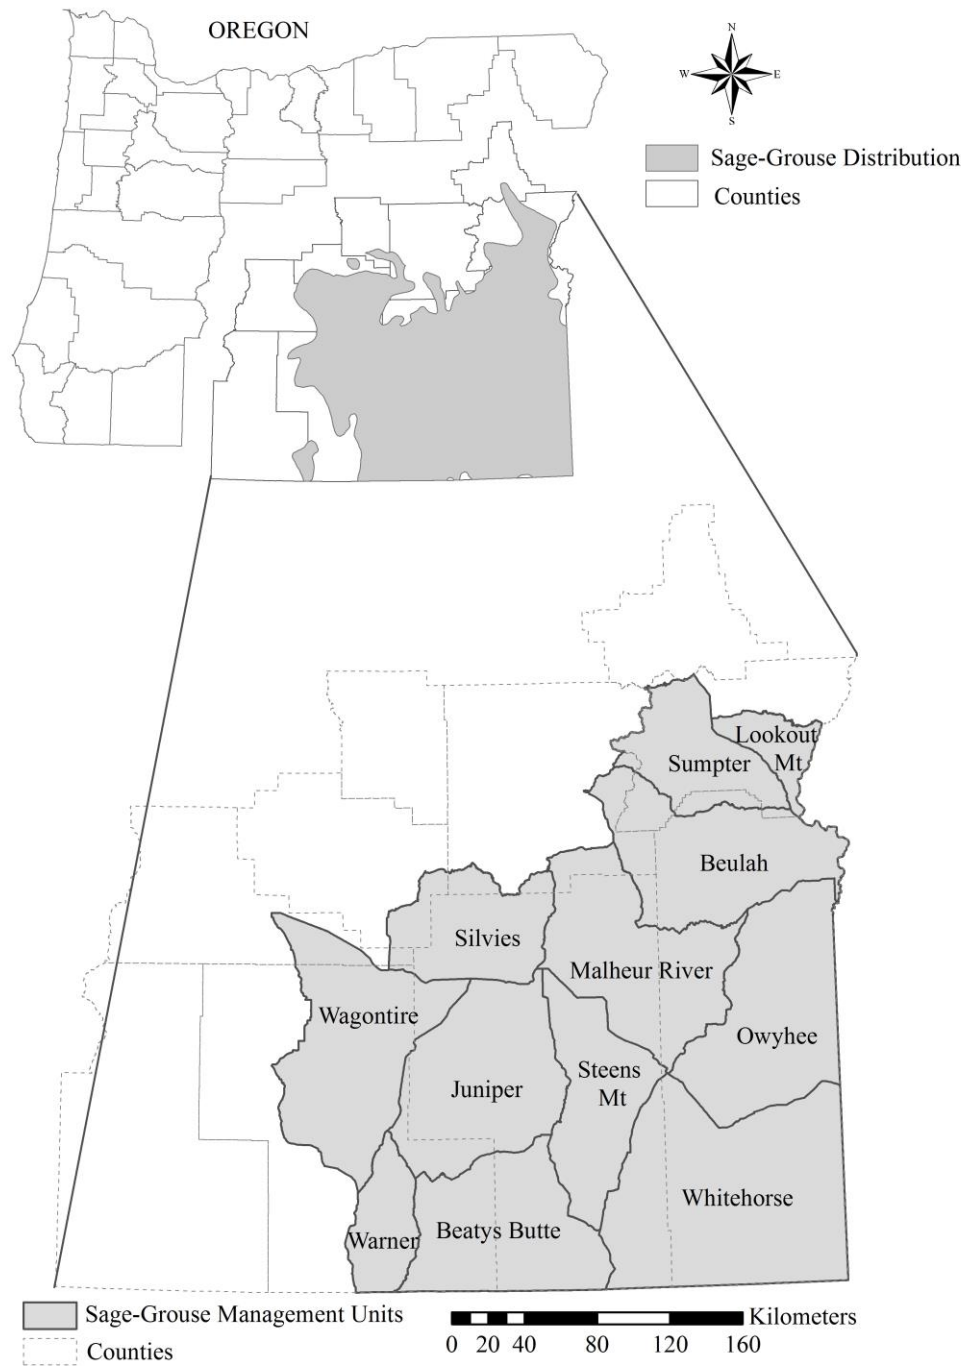 OREGON
N
W
E
S
Sage-Grouse Distribution
Counties
Lookout
Mt
Sumpter
Beulah
Silvies
Malheur River
Wagontire
Owyhee
Steens
Mt
Juniper
Whitehorse
Warner
Beatys Butte
Sage-Grouse Management Units
Counties
Kilometers
0 20 40 80 120 160